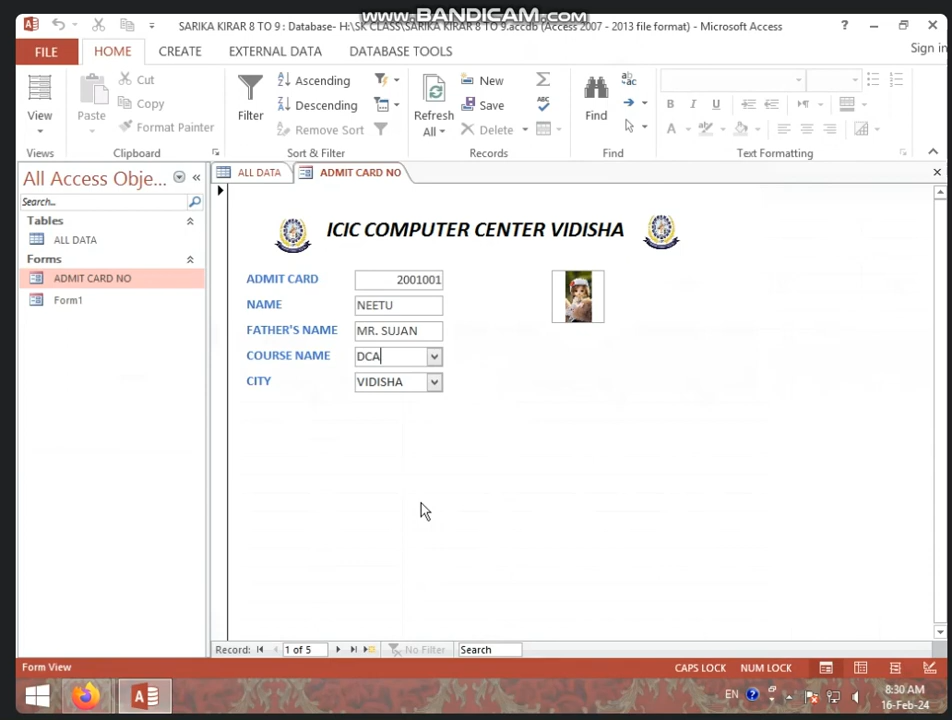 www.BANDICAM.com
SARIKA KIRAR 8 TO 9 : Database- H:\SK CLASS\SARIKA KIRAR 8 TO 9.accdb (Access 2007 - 2013 file format) - Microsoft Access
FILE HOME CREATE EXTERNAL DATA DATABASE TOOLS Sign in
View
Views
Paste
Cut
Copy
Format Painter
Clipboard
Filter
Ascending
Descending
Remove Sort
Sort & Filter
Refresh All
New
Save
Delete
Records
Find
Find
B I U
A
Text Formatting
All Access Obje...
Search...
Tables
ALL DATA
Forms
ADMIT CARD NO
Form1
ALL DATA ADMIT CARD NO
ICIC COMPUTER CENTER VIDISHA
ADMIT CARD 2001001
NAME NEETU
FATHER'S NAME MR. SUJAN
COURSE NAME DCA
CITY VIDISHA
Record: 1 of 5 No Filter Search
Form View CAPS LOCK NUM LOCK
EN 8:30 AM
16-Feb-24